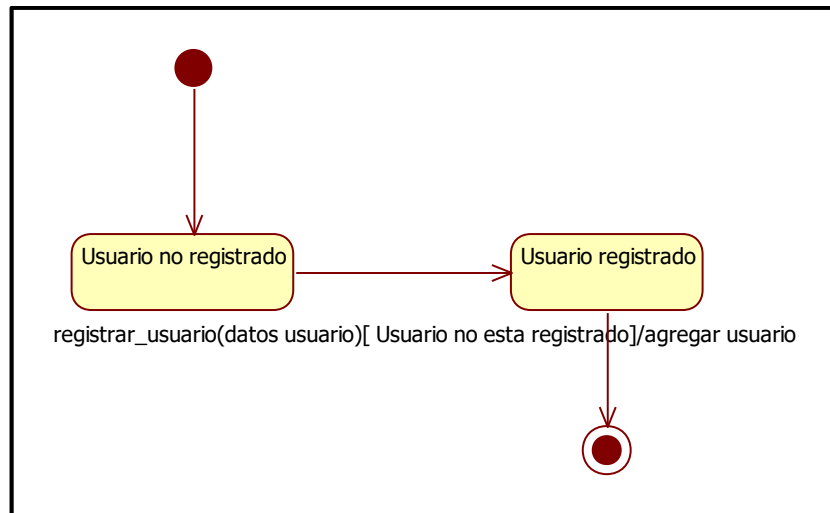 Usuario no registrado
Usuario registrado
registrar_usuario(datos usuario)[ Usuario no esta registrado]/agregar usuario